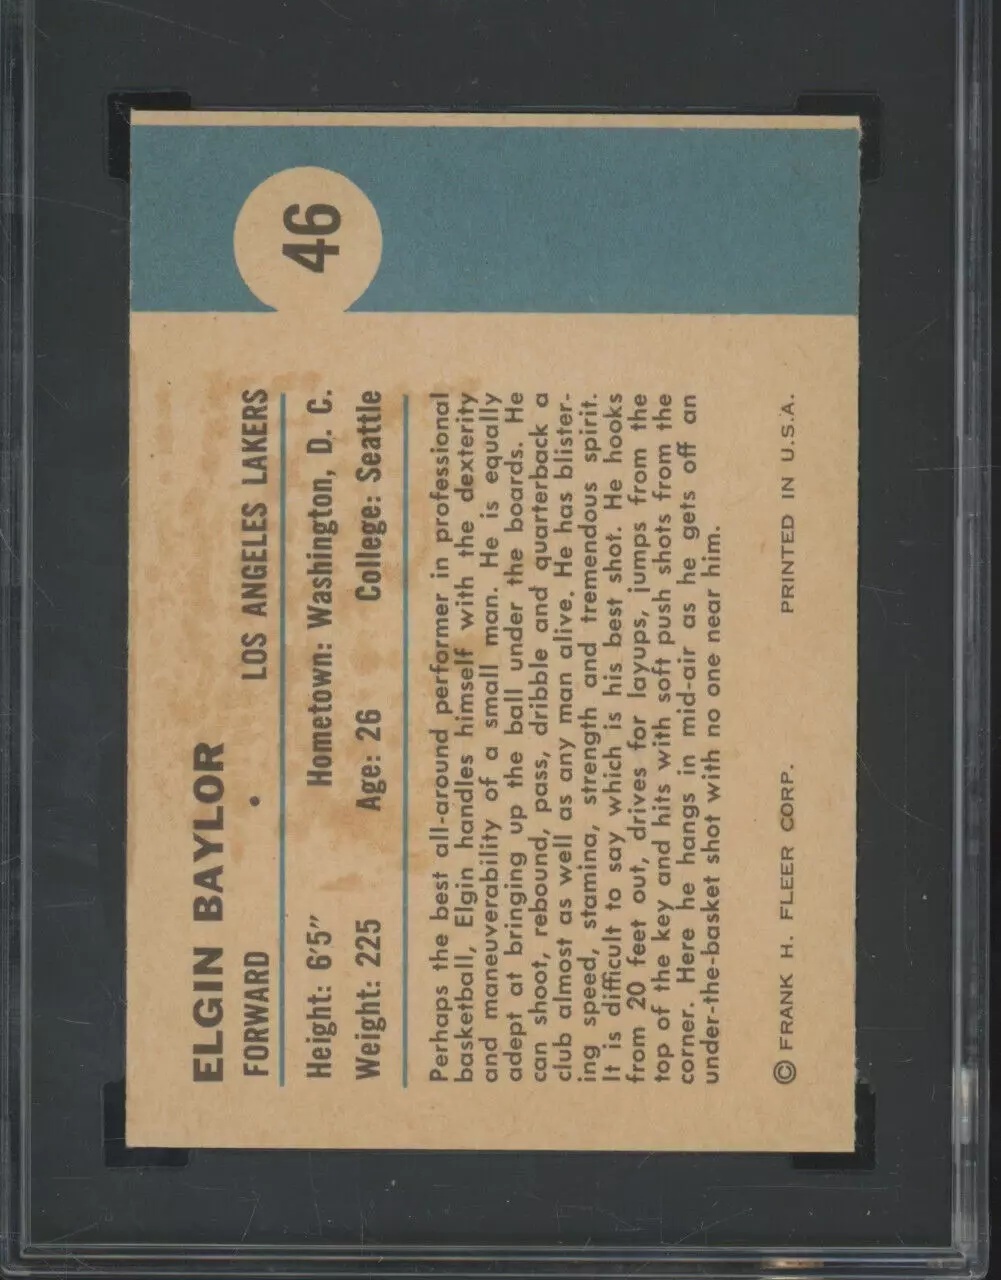 46
ELGIN BAYLOR
FORWARD • LOS ANGELES LAKERS
Height: 6'5" Hometown: Washington, D. C.
Weight: 225 Age: 26 College: Seattle
Perhaps the best all-around performer in professional
basketball, Elgin handles himself with the dexterity
and maneuverability of a small man. He is equally
adept at bringing up the ball under the boards. He
can shoot, rebound, pass, dribble and quarterback a
club almost as well as any man alive. He has blister-
ing speed, stamina, strength and tremendous spirit.
It is difficult to say which is his best shot. He hooks
from 20 feet out, drives for layups, jumps from the
top of the key and hits with soft push shots from the
corner. Here he hangs in mid-air as he gets off an
under-the-basket shot with no one near him.
© FRANK H. FLEER CORP. PRINTED IN U.S.A.